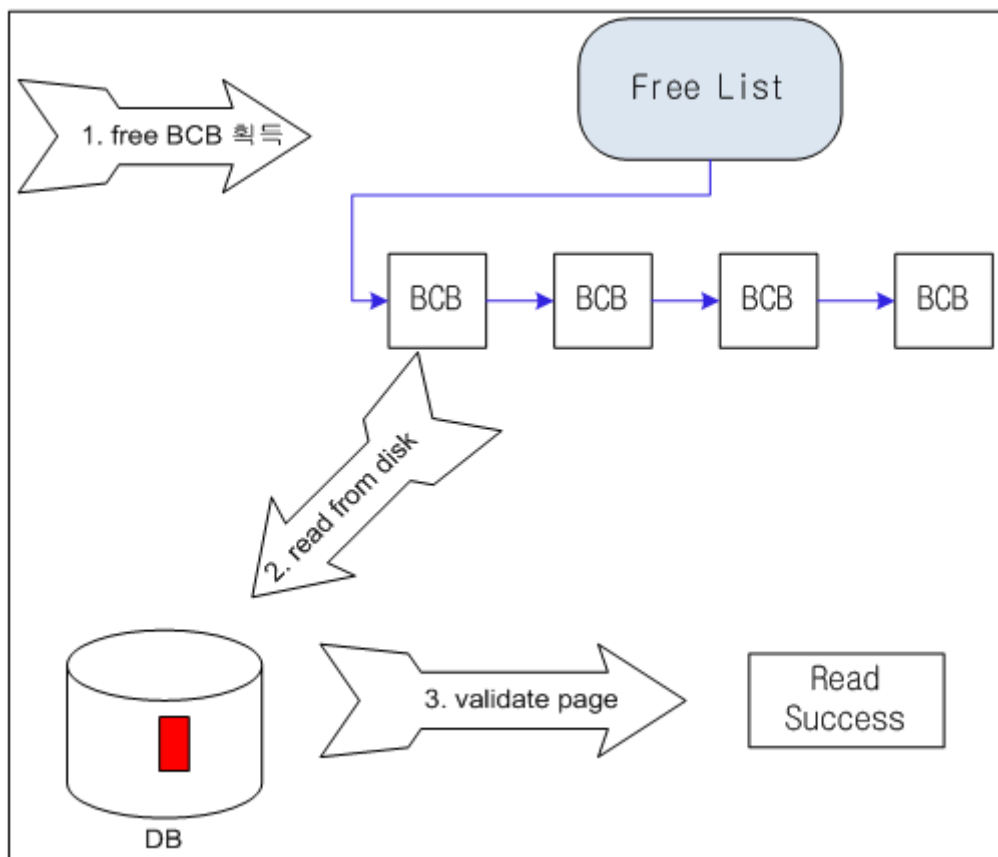 Free List
1. free BCB 획득
BCB
BCB
BCB
BCB
2. read from disk
3. validate page
Read
Success
DB